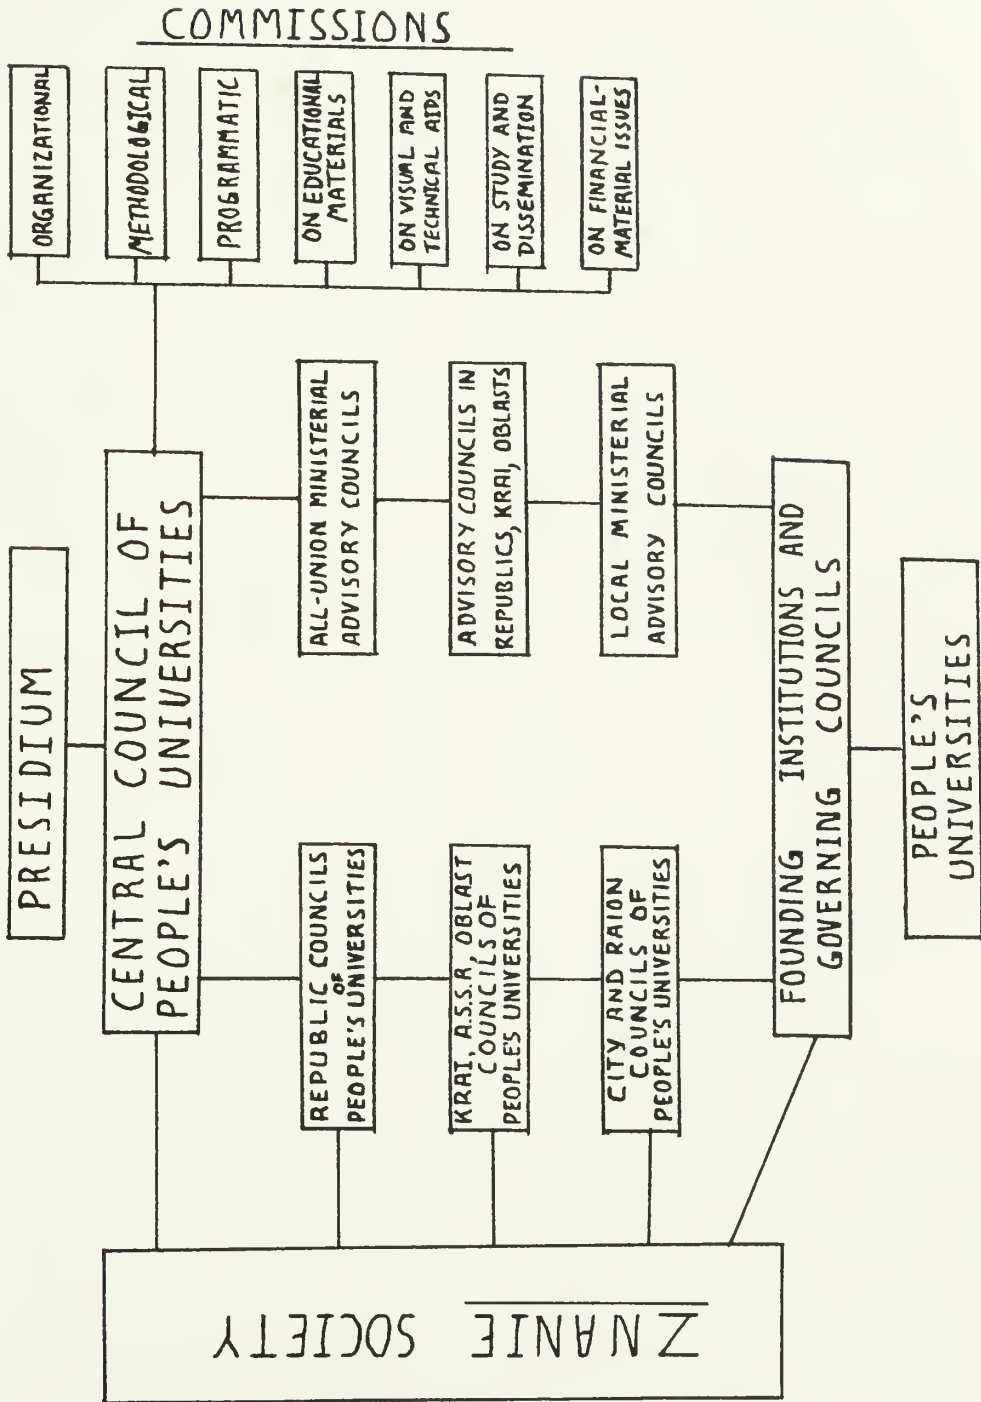 PRESIDIUM
CENTRAL COUNCIL OF
PEOPLE'S UNIVERSITIES
COMMISSIONS
ORGANIZATIONAL
METHODOLOGICAL
PROGRAMMATIC
ON EDUCATIONAL
MATERIALS
ON VISUAL AND
TECHNICAL AIDS
ON STUDY AND
DISSEMINATION
ON FINANCIAL-
MATERIAL ISSUES
ZNANIE SOCIETY
REPUBLIC COUNCILS
OF
PEOPLE'S UNIVERSITIES
KRAI, A.S.S.R, OBLAST
COUNCILS OF
PEOPLE'S UNIVERSITIES
CITY AND RAION
COUNCILS OF
PEOPLE'S UNIVERSITIES
ALL-UNION MINISTERIAL
ADVISORY COUNCILS
ADVISORY COUNCILS IN
REPUBLICS, KRAI, OBLASTS
LOCAL MINISTERIAL
ADVISORY COUNCILS
FOUNDING INSTITUTIONS AND
GOVERNING COUNCILS
PEOPLE'S
UNIVERSITIES